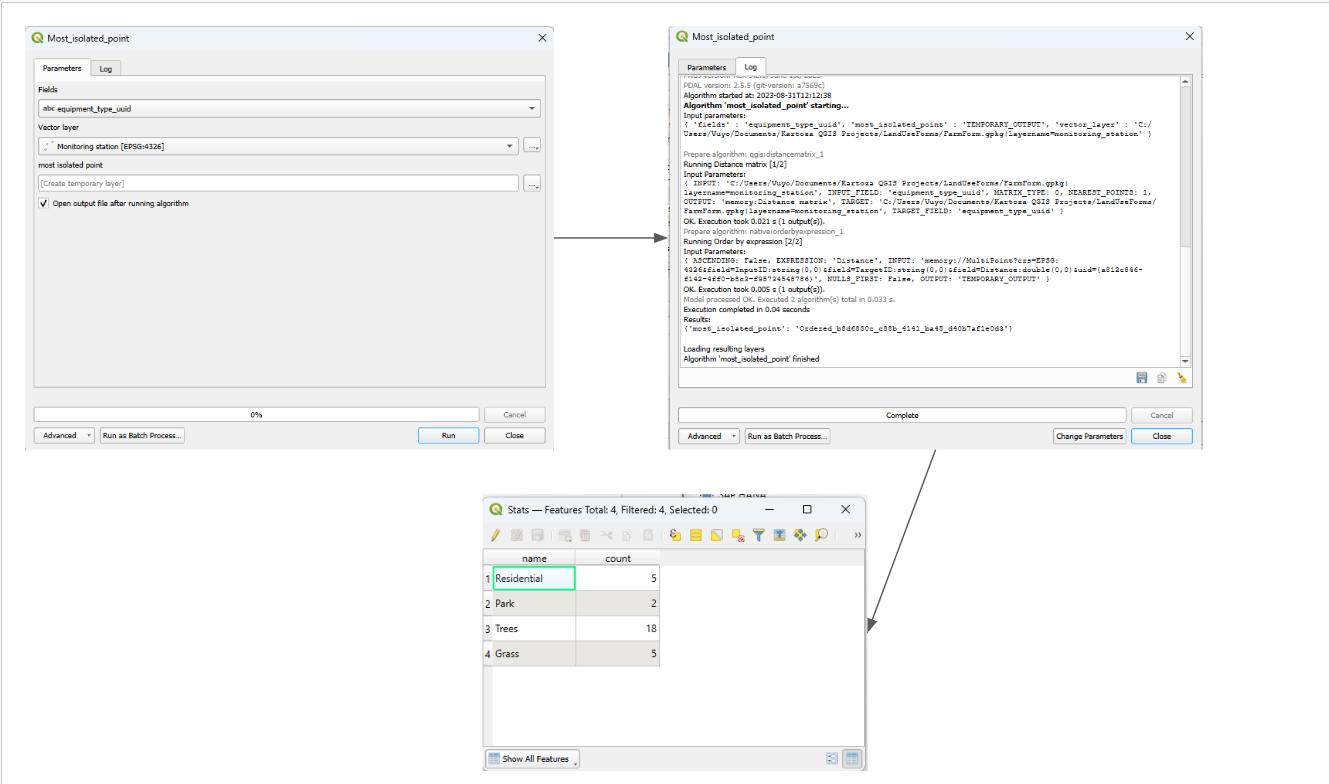 Most_isolated_point
Parameters
Log
Fields
abc equipment_type_uuid
Vector layer
Monitoring station [EPSG:4326]
...
most isolated point
[Create temporary layer]
...
Open output file after running algorithm
0%
Cancel
Advanced
Run as Batch Process...
Run
Close
Most_isolated_point
Parameters
Log
PDAL version: 2.5.5 (git-version: a7569c)
Algorithm started at: 2023-08-31T12:12:38
Algorithm 'most_isolated_point' starting...
Input parameters:
{ 'fields' : 'equipment_type_uuid', 'most_isolated_point' : 'TEMPORARY_OUTPUT', 'vector_layer' : 'C:/
Users/Vuyo/Documents/Kartoza QGIS Projects/LandUseForms/FarmForm.gpkg|layername=monitoring_station' }
Prepare algorithm: qgis:distancematrix_1
Running Distance matrix [1/2]
Input Parameters:
{ INPUT: 'C:/Users/Vuyo/Documents/Kartoza QGIS Projects/LandUseForms/FarmForm.gpkg|
layername=monitoring_station', INPUT_FIELD: 'equipment_type_uuid', MATRIX_TYPE: 0, NEAREST_POINTS: 1,
OUTPUT: 'memory:Distance matrix', TARGET: 'C:/Users/Vuyo/Documents/Kartoza QGIS Projects/LandUseForms/
FarmForm.gpkg|layername=monitoring_station', TARGET_FIELD: 'equipment_type_uuid' }
OK. Execution took 0.021 s (1 output(s)).
Prepare algorithm: native:orderbyexpression_1
Running Order by expression [2/2]
Input Parameters:
{ ASCENDING: False, EXPRESSION: 'Distance', INPUT: 'memory://MultiPoint?crs=EPSG:
4326&field=InputID:string(0,0)&field=TargetID:string(0,0)&field=Distance:double(0,0)&uid={a812c846-
f142-4ff0-b8c3-f95734548786}', NULLS_FIRST: False, OUTPUT: 'TEMPORARY_OUTPUT' }
OK. Execution took 0.005 s (1 output(s)).
Model processed OK. Executed 2 algorithm(s) total in 0.033 s.
Execution completed in 0.04 seconds
Results:
{'most_isolated_point': 'Ordered_b8d6850c_c88b_4141_ba45_d40b7af1e0d3'}
Loading resulting layers
Algorithm 'most_isolated_point' finished
Complete
Cancel
Advanced
Run as Batch Process...
Change Parameters
Close
SAP HANA
Stats — Features Total: 4, Filtered: 4, Selected: 0
name count
1 Residential 5
2 Park 2
3 Trees 18
4 Grass 5
Show All Features